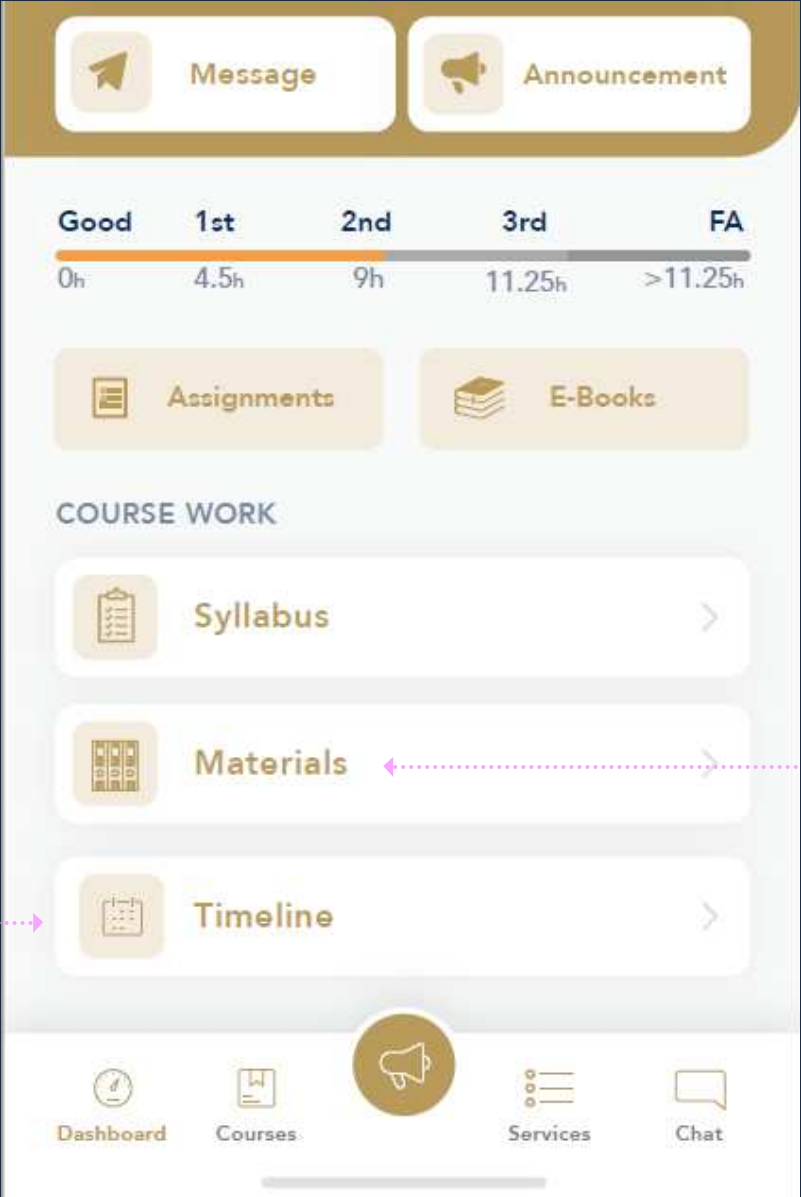 Message
Announcement
Good 1st 2nd 3rd FA
0h 4.5h 9h 11.25h >11.25h
Assignments
E-Books
COURSE WORK
Syllabus
Materials
Timeline
Dashboard
Courses
Services
Chat